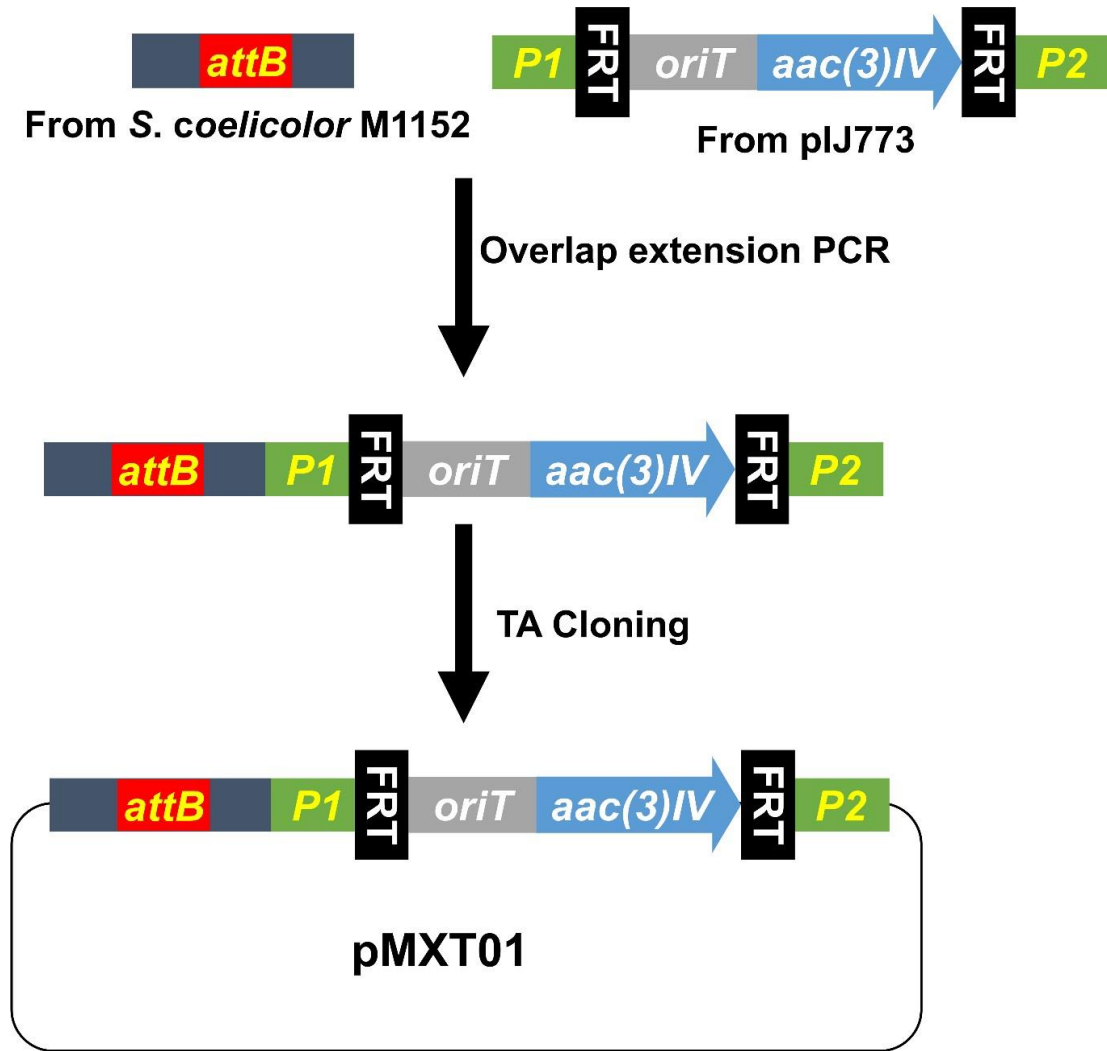 attB
P1 FRT oriT aac(3)IV FRT P2
From S. coelicolor M1152
From pIJ773
Overlap extension PCR
attB P1 FRT oriT aac(3)IV FRT P2
TA Cloning
attB P1 FRT oriT aac(3)IV FRT P2
pMXT01